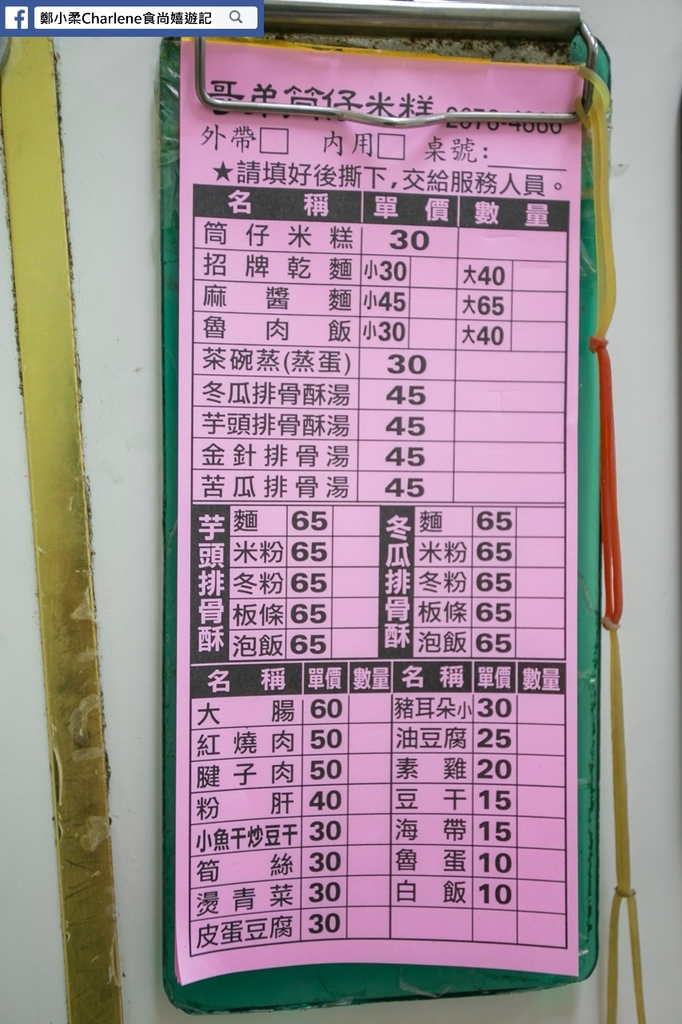 鄭小柔Charlene食尚嬉遊記
哥弟筒仔米糕 2676-4860
外帶□ 內用□ 桌號:
★請填好後撕下,交給服務人員。
名稱 單價 數量
筒仔米糕 30
招牌乾麵 小30 大40
麻醬麵 小45 大65
魯肉飯 小30 大40
茶碗蒸(蒸蛋) 30
冬瓜排骨酥湯 45
芋頭排骨酥湯 45
金針排骨湯 45
苦瓜排骨湯 45
芋頭排骨酥
麵 65
米粉 65
冬粉 65
板條 65
泡飯 65
冬瓜排骨酥
麵 65
米粉 65
冬粉 65
板條 65
泡飯 65
名稱 單價 數量 名稱 單價 數量
大腸 60 豬耳朵小 30
紅燒肉 50 油豆腐 25
腱子肉 50 素雞 20
粉肝 40 豆干 15
小魚干炒豆干 30 海帶 15
筍絲 30 魯蛋 10
燙青菜 30 白飯 10
皮蛋豆腐 30